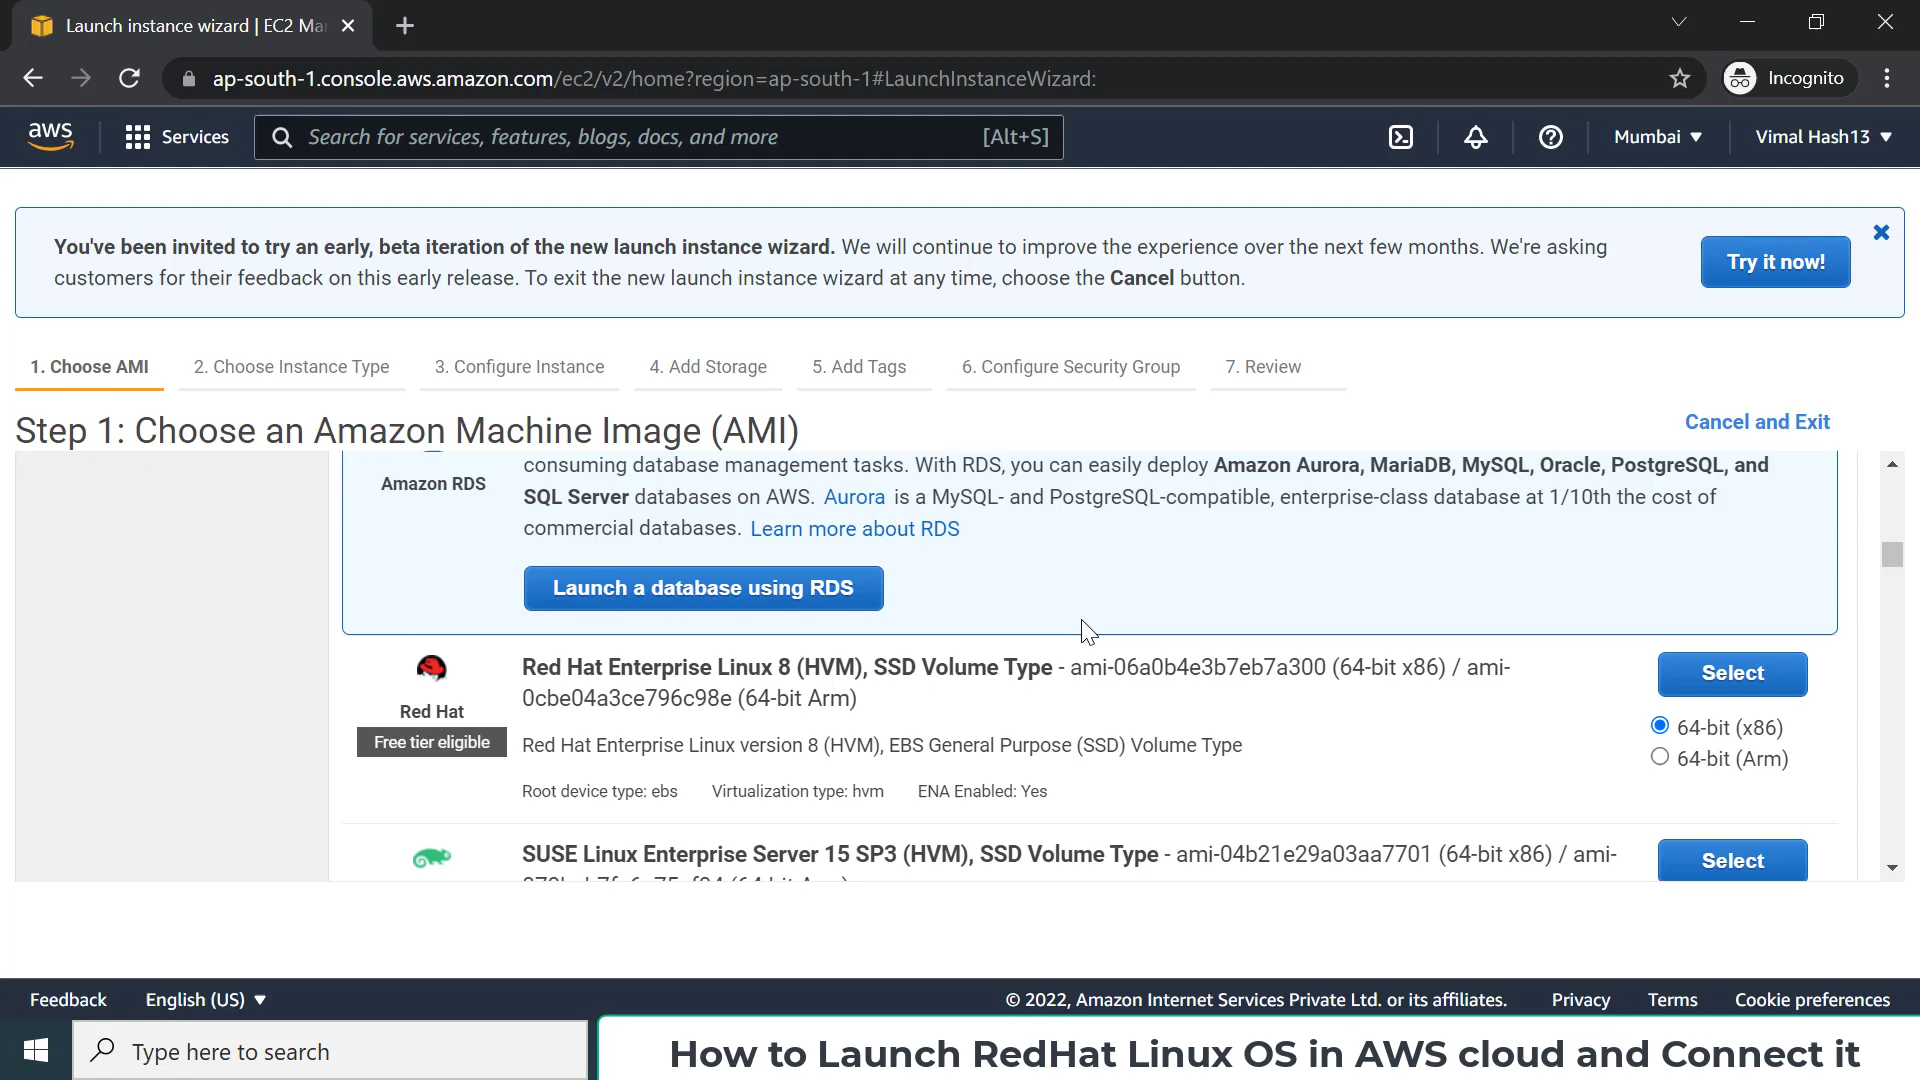 Launch instance wizard | EC2 Ma
ap-south-1.console.aws.amazon.com/ec2/v2/home?region=ap-south-1#LaunchInstanceWizard:
Incognito
aws
Services
Search for services, features, blogs, docs, and more
[Alt+S]
Mumbai
Vimal Hash13
You've been invited to try an early, beta iteration of the new launch instance wizard. We will continue to improve the experience over the next few months. We're asking
customers for their feedback on this early release. To exit the new launch instance wizard at any time, choose the Cancel button.
Try it now!
1. Choose AMI
2. Choose Instance Type
3. Configure Instance
4. Add Storage
5. Add Tags
6. Configure Security Group
7. Review
Step 1: Choose an Amazon Machine Image (AMI)
Cancel and Exit
Amazon RDS
consuming database management tasks. With RDS, you can easily deploy Amazon Aurora, MariaDB, MySQL, Oracle, PostgreSQL, and
SQL Server databases on AWS. Aurora is a MySQL- and PostgreSQL-compatible, enterprise-class database at 1/10th the cost of
commercial databases. Learn more about RDS
Launch a database using RDS
Red Hat
Free tier eligible
Red Hat Enterprise Linux 8 (HVM), SSD Volume Type - ami-06a0b4e3b7eb7a300 (64-bit x86) / ami-
0cbe04a3ce796c98e (64-bit Arm)
Red Hat Enterprise Linux version 8 (HVM), EBS General Purpose (SSD) Volume Type
Root device type: ebs
Virtualization type: hvm
ENA Enabled: Yes
Select
64-bit (x86)
64-bit (Arm)
SUSE Linux Enterprise Server 15 SP3 (HVM), SSD Volume Type - ami-04b21e29a03aa7701 (64-bit x86) / ami-
Select
Feedback
English (US)
© 2022, Amazon Internet Services Private Ltd. or its affiliates.
Privacy
Terms
Cookie preferences
Type here to search
How to Launch RedHat Linux OS in AWS cloud and Connect it